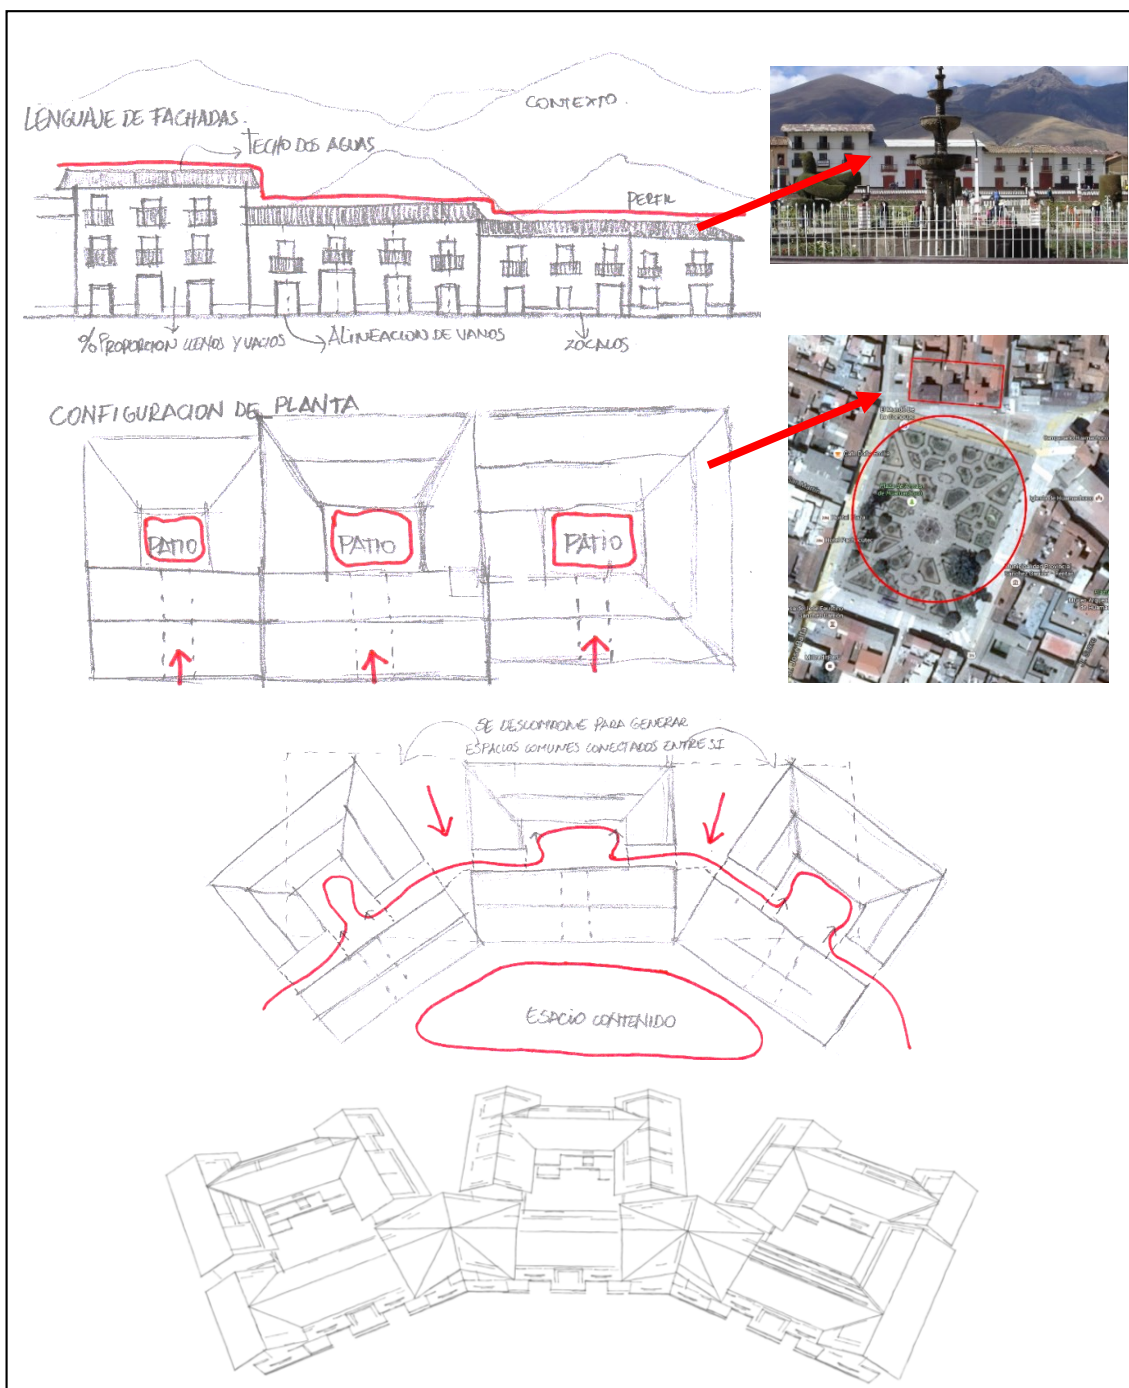 LENGUAJE DE FACHADAS.
CONTEXTO.
TECHO DOS AGUAS
PERFIL
% PROPORCION LLENOS Y VACIOS
ALINEACION DE VANOS
ZOCALOS
CONFIGURACION DE PLANTA
PATIO
PATIO
PATIO
SE DESCOMPONE PARA GENERAR
ESPACIOS COMUNES CONECTADOS ENTRE SI
ESACIO CONTENIDO